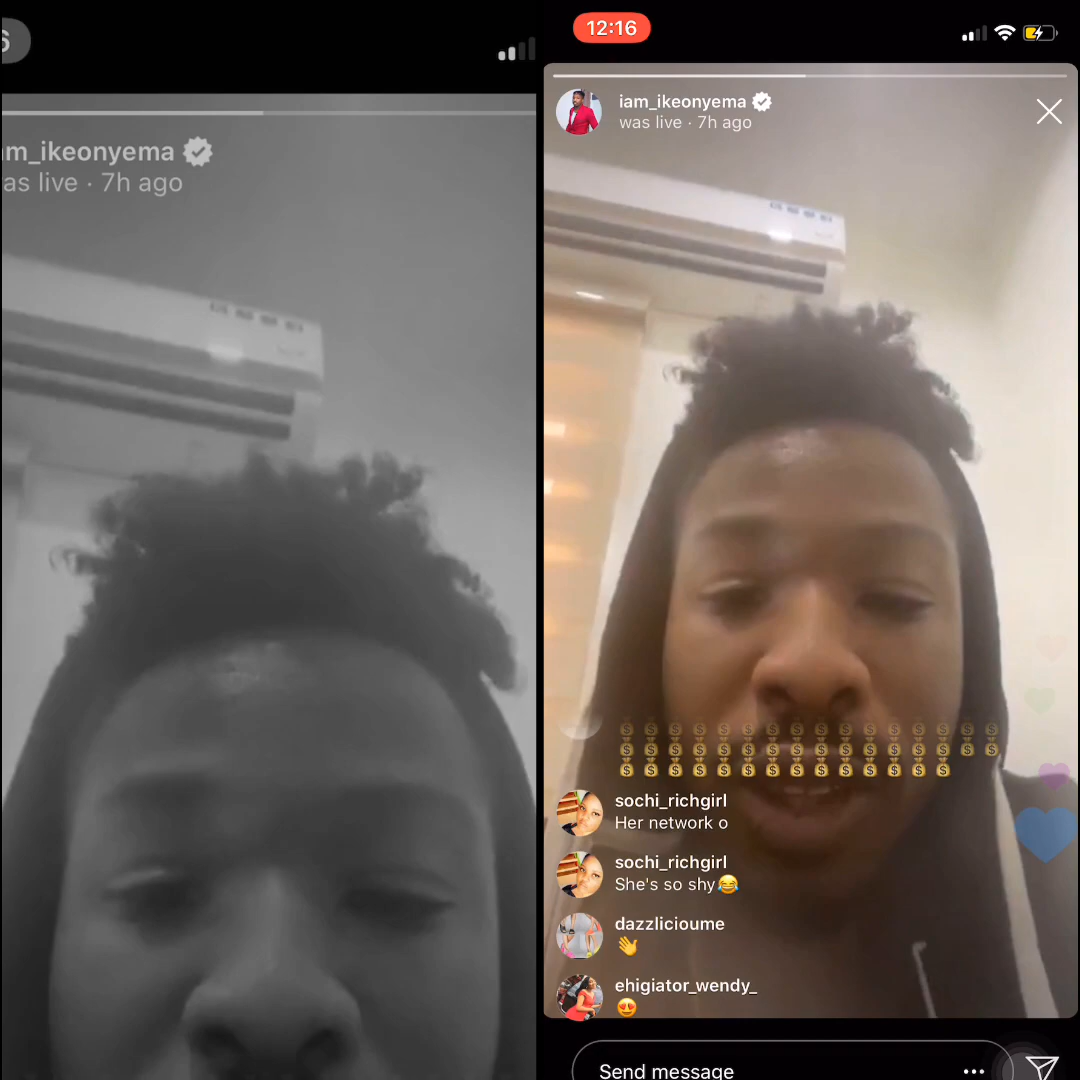 6
m_ikeonyema
as live · 7h ago
12:16
iam_ikeonyema
was live · 7h ago
sochi_richgirl
Her network o
sochi_richgirl
She's so shy😂
dazzlicioume
👋
ehigiator_wendy_
😍
Send message